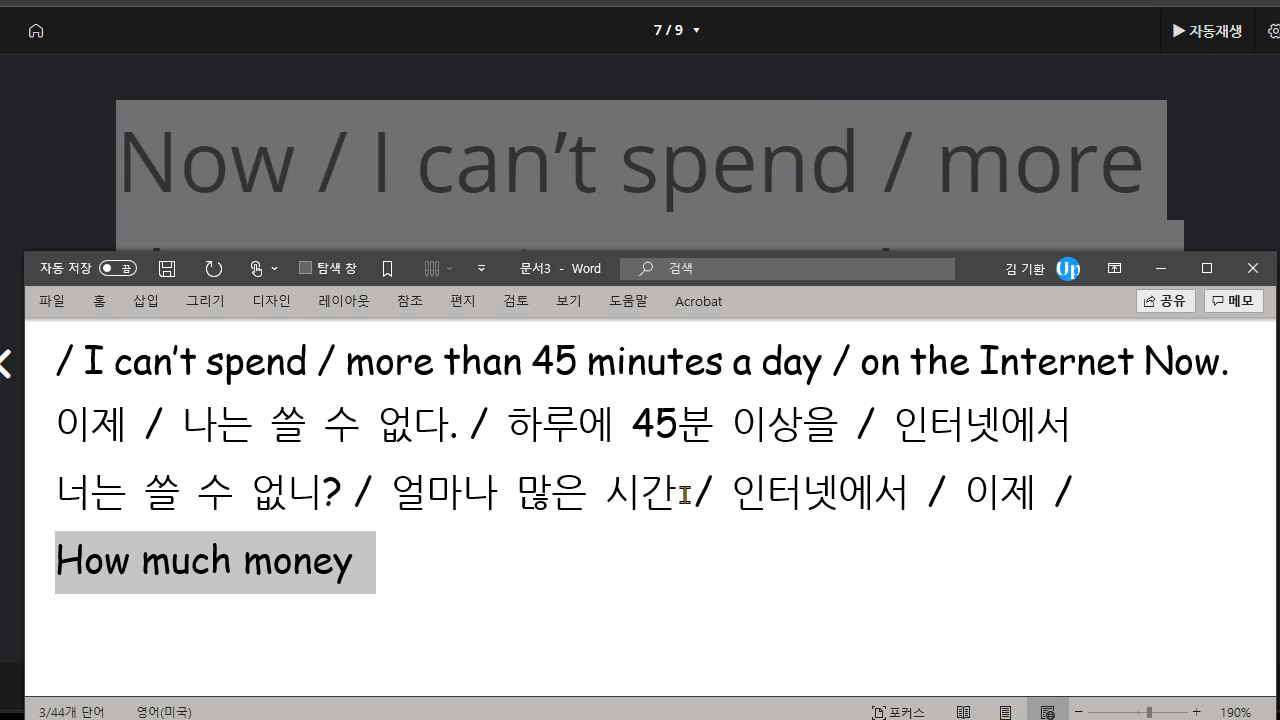 7 / 9
자동재생
Now / I can’t spend / more
자동 저장 끔 탐색 창 문서3 - Word 검색 김 기환 Up
파일 홈 삽입 그리기 디자인 레이아웃 참조 편지 검토 보기 도움말 Acrobat 공유 메모
/ I can’t spend / more than 45 minutes a day / on the Internet Now.
이제 / 나는 쓸 수 없다. / 하루에 45분 이상을 / 인터넷에서
너는 쓸 수 없니? / 얼마나 많은 시간 / 인터넷에서 / 이제 /
How much money
3/44개 단어 영어(미국) 포커스 190%